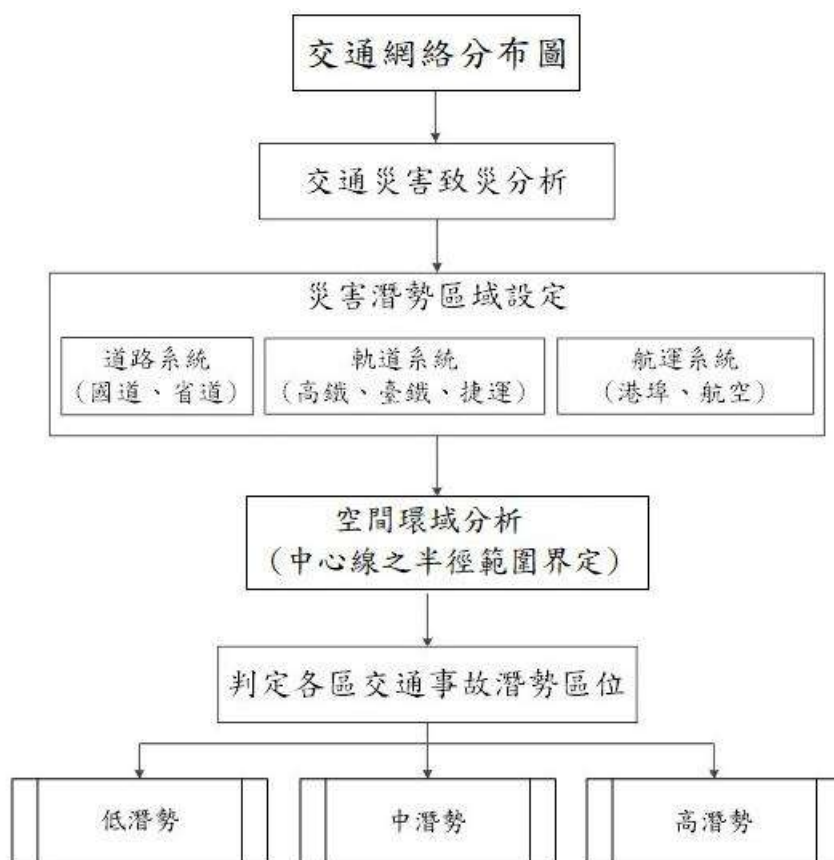 交通網絡分布圖
交通災害致災分析
災害潛勢區域設定
道路系統
(國道、省道)
軌道系統
(高鐵、臺鐵、捷運)
航運系統
(港埠、航空)
空間環域分析
(中心線之半徑範圍界定)
判定各區交通事故潛勢區位
低潛勢
中潛勢
高潛勢